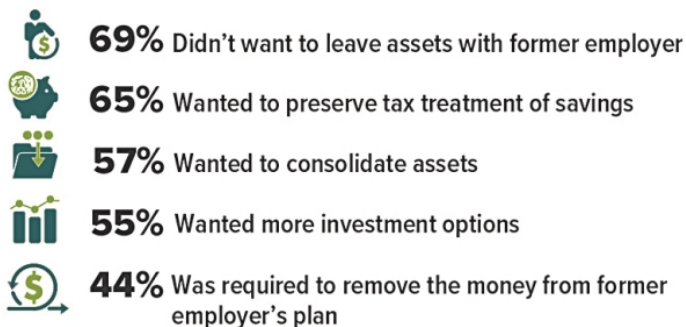 69% Didn’t want to leave assets with former employer
65% Wanted to preserve tax treatment of savings
57% Wanted to consolidate assets
55% Wanted more investment options
44% Was required to remove the money from former
employer’s plan